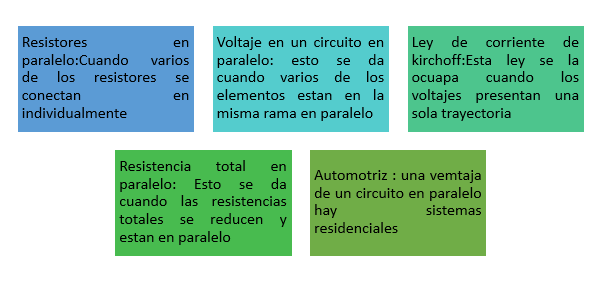 Resistores en
paralelo:Cuando varios
de los resistores se
conectan en
individualmente
Voltaje en un circuito en
paralelo: esto se da
cuando varios de los
elementos estan en la
misma rama en paralelo
Ley de corriente de
kirchoff:Esta ley se la
ocuapa cuando los
voltajes presentan una
sola trayectoria
Resistencia total en
paralelo: Esto se da
cuando las resistencias
totales se reducen y
estan en paralelo
Automotriz : una vemtaja
de un circuito en paralelo
hay sistemas
residenciales